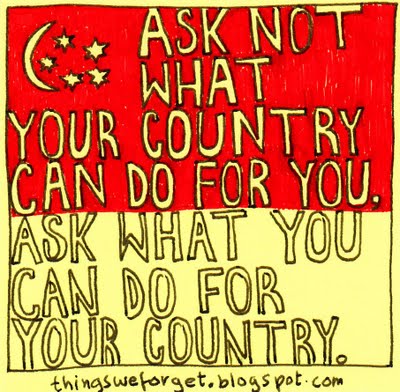 ASK NOT
WHAT
YOUR COUNTRY
CAN DO FOR YOU.
ASK WHAT YOU
CAN DO FOR
YOUR COUNTRY.
thingsweforget.blogspot.com